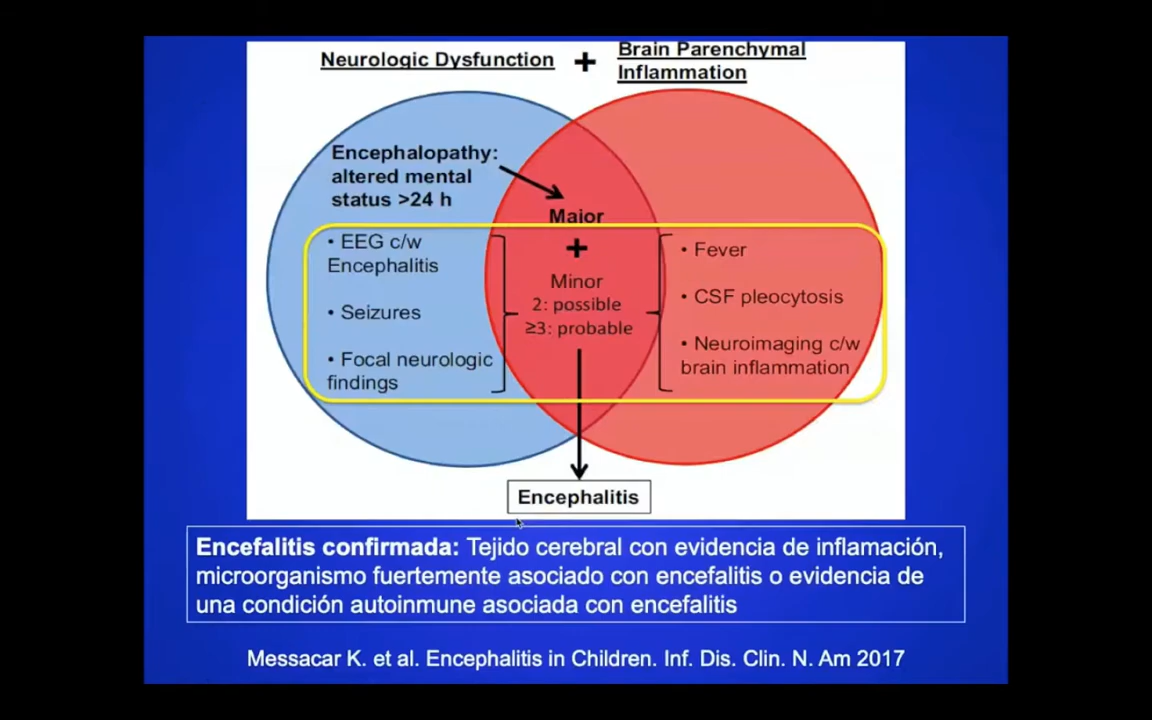 Neurologic Dysfunction + Brain Parenchymal
Inflammation
Encephalopathy:
altered mental
status >24 h
Major
+
• EEG c/w
Encephalitis
• Seizures
• Focal neurologic
findings
Minor
2: possible
≥3: probable
• Fever
• CSF pleocytosis
• Neuroimaging c/w
brain inflammation
Encephalitis
Encefalitis confirmada: Tejido cerebral con evidencia de inflamación,
microorganismo fuertemente asociado con encefalitis o evidencia de
una condición autoinmune asociada con encefalitis
Messacar K. et al. Encephalitis in Children. Inf. Dis. Clin. N. Am 2017